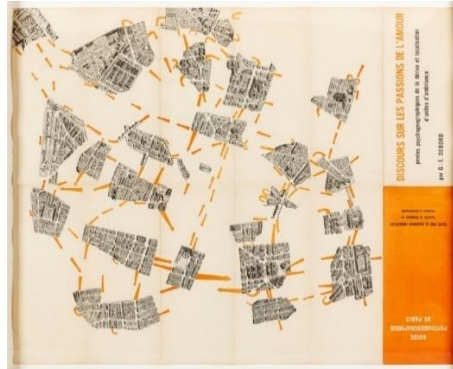 DISCOURS SUR LES PASSIONS DE L'AMOUR
pentes psychogeographiques de la dérive et localisation
d'unités d'ambiance
par G.-E. DEBORD
GUIDE
PSYCHOGEOGRAPHIQUE
DE PARIS